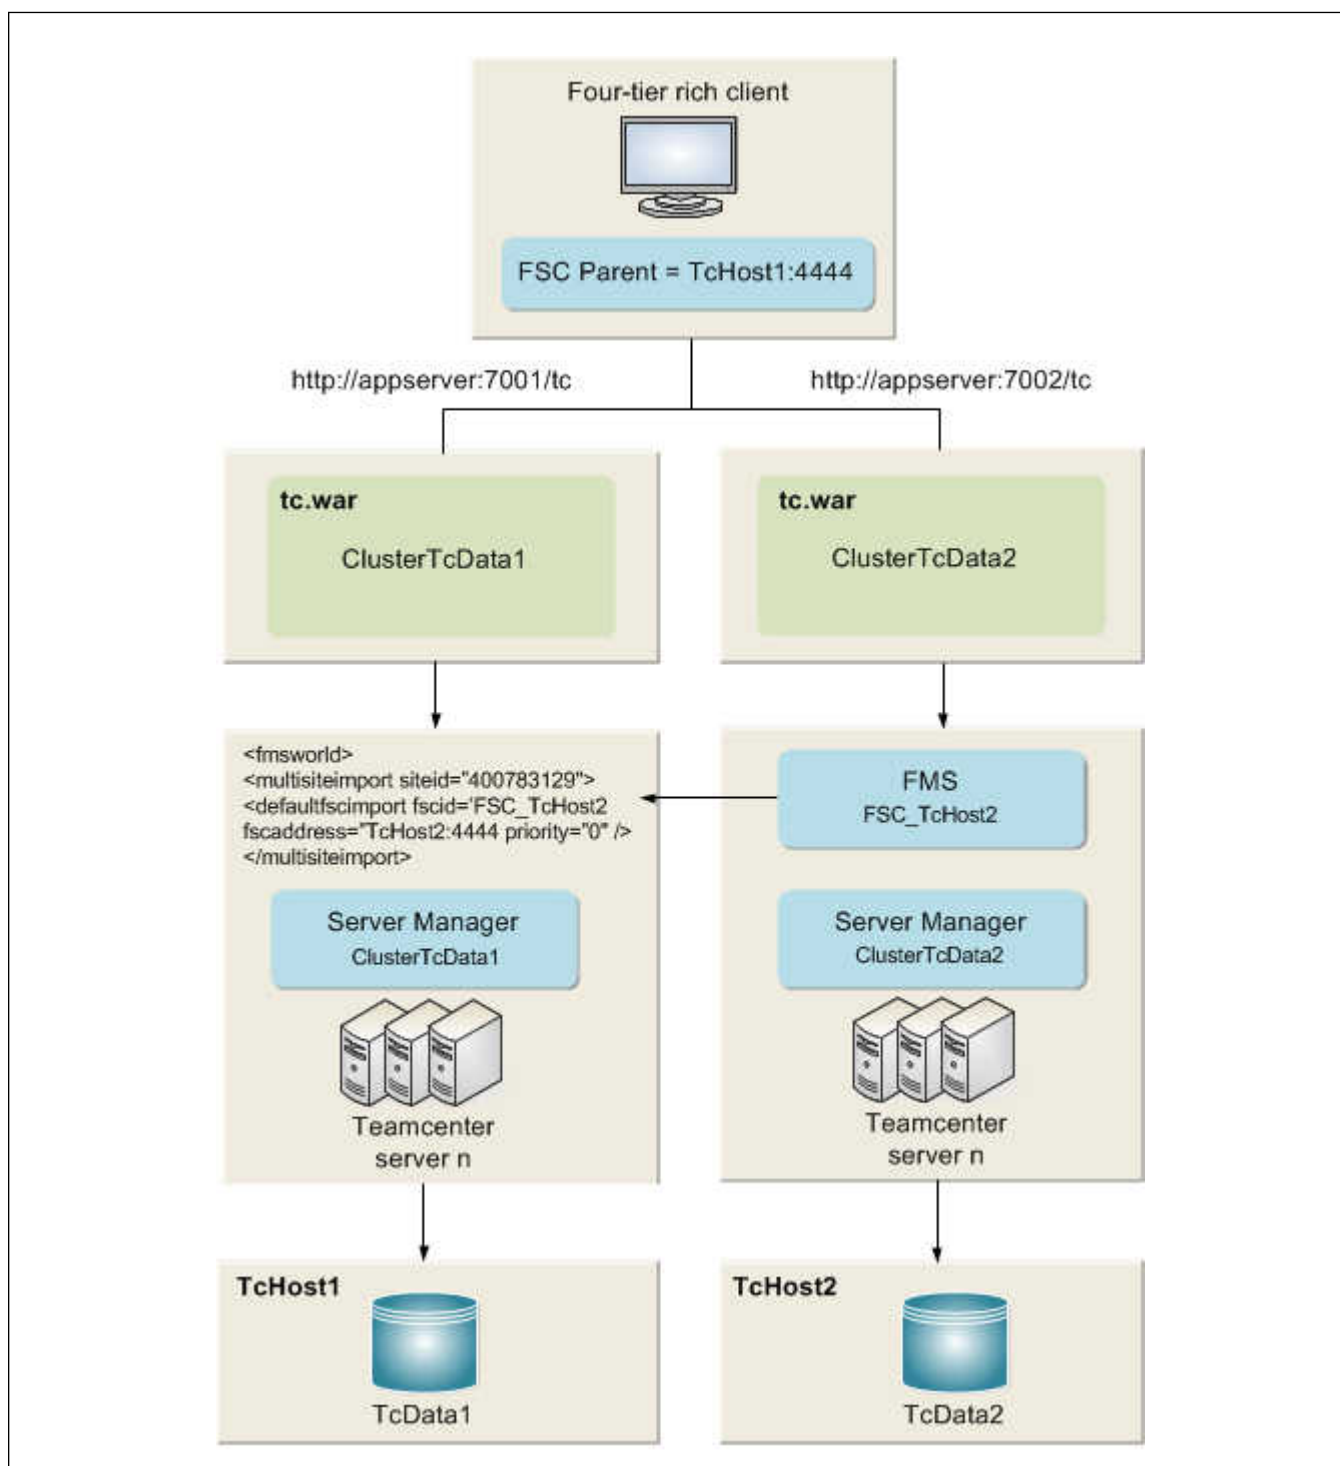 Four-tier rich client
FSC Parent = TcHost1:4444
http://appserver:7001/tc
http://appserver:7002/tc
tc.war
ClusterTcData1
tc.war
ClusterTcData2
<fmsworld>
<multisiteimport siteid="400783129">
<defaultfscimport fscid='FSC_TcHost2
fscaddress="TcHost2:4444 priority="0" />
</multisiteimport>
FMS
FSC_TcHost2
Server Manager
ClusterTcData1
Server Manager
ClusterTcData2
Teamcenter
server n
Teamcenter
server n
TcHost1
TcData1
TcHost2
TcData2